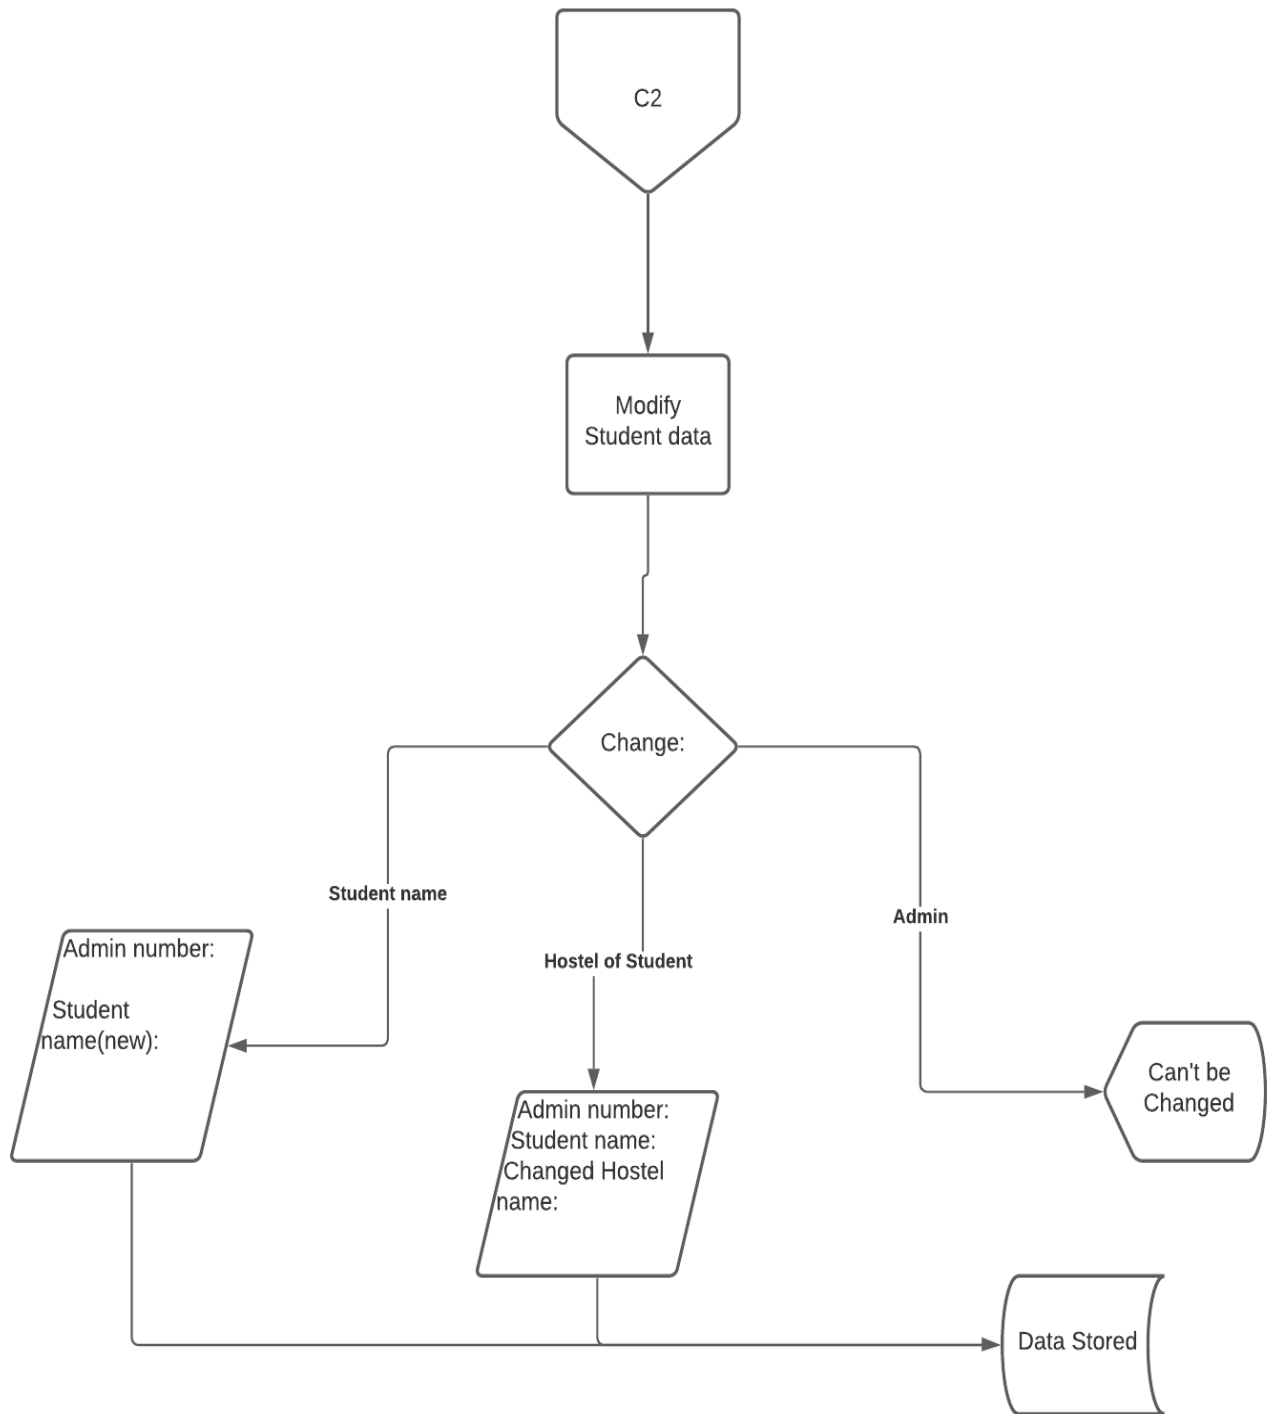 C2
Modify
Student data
Change:
Student name
Admin
Hostel of Student
Admin number:
Student
name(new):
Admin number:
Student name:
Changed Hostel
name:
Can't be
Changed
Data Stored